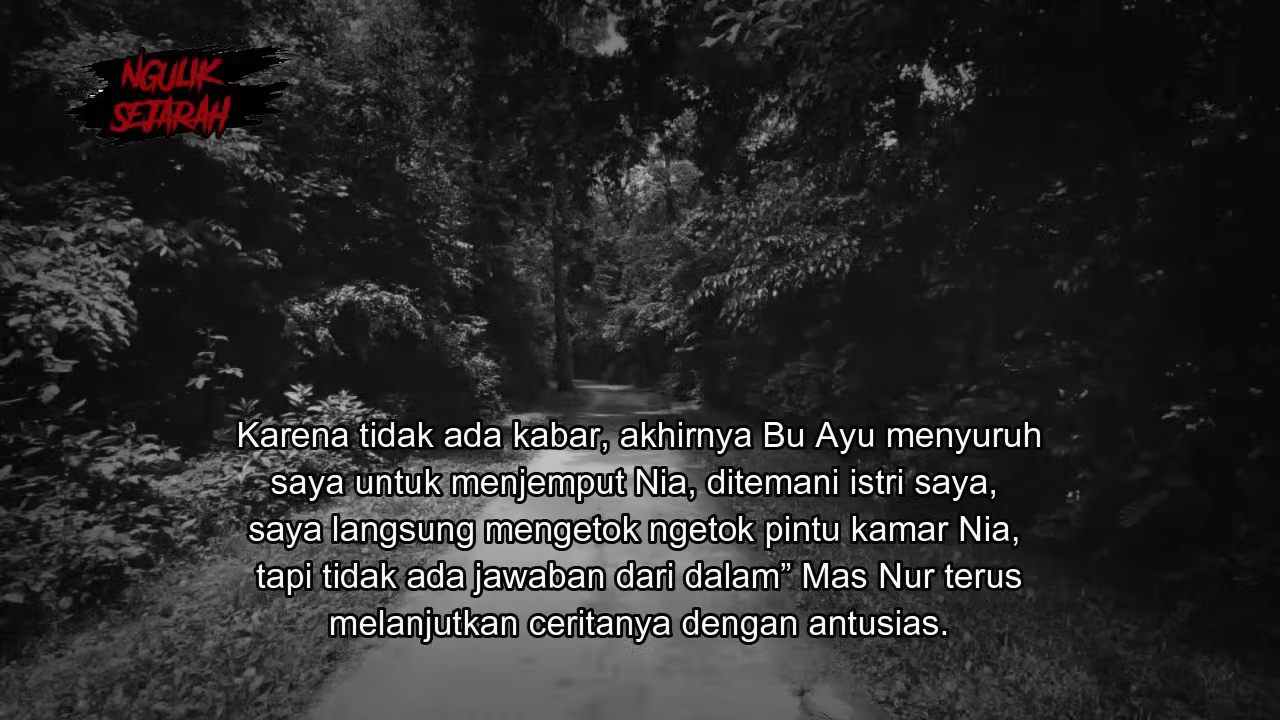 NGULIK
SEJARAH
Karena tidak ada kabar, akhirnya Bu Ayu menyuruh
saya untuk menjemput Nia, ditemani istri saya,
saya langsung mengetok ngetok pintu kamar Nia,
tapi tidak ada jawaban dari dalam” Mas Nur terus
melanjutkan ceritanya dengan antusias.